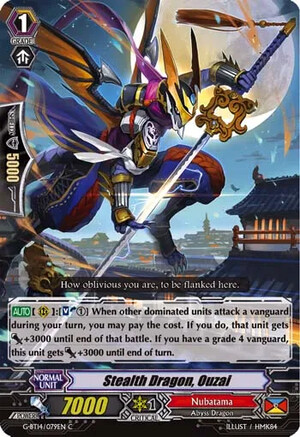 1
GRADE
5000
How oblivious you are, to be flanked here.
AUTO 1 V 1 When other dominated units attack a vanguard
during your turn, you may pay the cost. If you do, that unit gets
+3000 until end of that battle. If you have a grade 4 vanguard,
this unit gets +3000 until end of turn.
NORMAL
UNIT
Stealth Dragon, Ouzai
POWER
7000
1
CRITICAL
Nubatama
Abyss Dragon
G-BT14/079EN C
ILLUST / HMK84